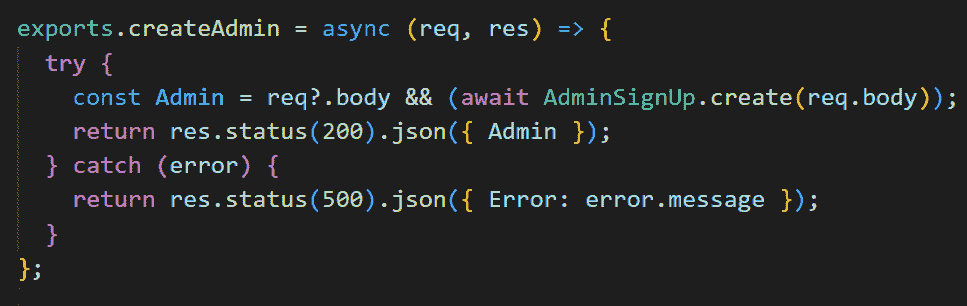 exports.createAdmin = async (req, res) => {
  try {
    const Admin = req?.body && (await AdminSignUp.create(req.body));
    return res.status(200).json({ Admin });
  } catch (error) {
    return res.status(500).json({ Error: error.message });
  }
};